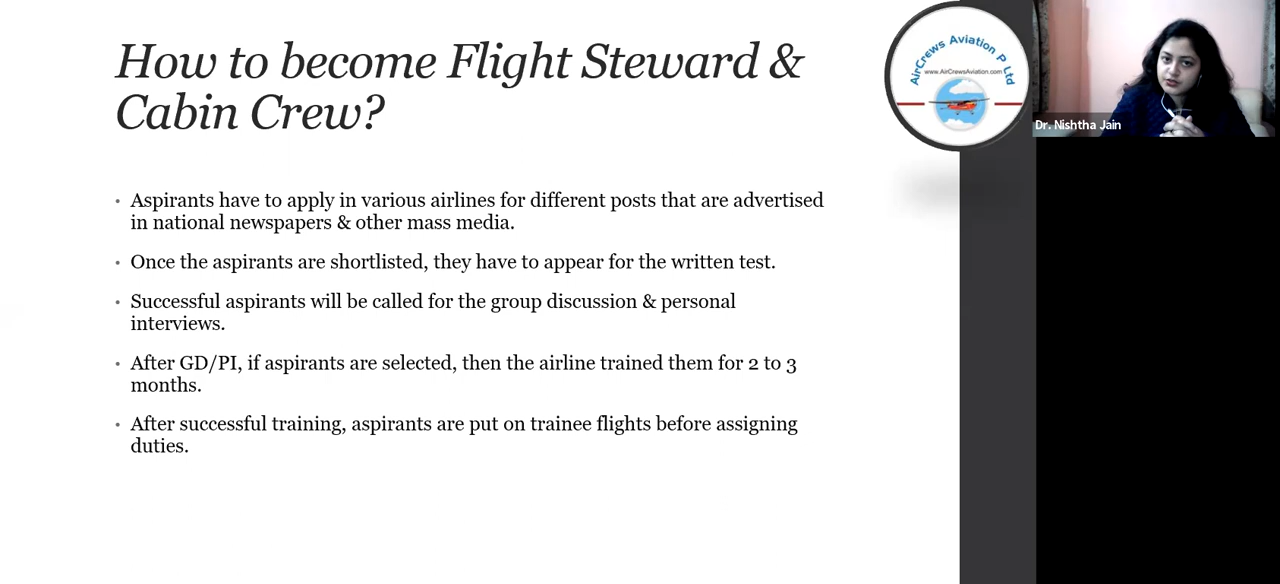 How to become Flight Steward &
Cabin Crew?
• Aspirants have to apply in various airlines for different posts that are advertised
in national newspapers & other mass media.
• Once the aspirants are shortlisted, they have to appear for the written test.
• Successful aspirants will be called for the group discussion & personal
interviews.
• After GD/PI, if aspirants are selected, then the airline trained them for 2 to 3
months.
• After successful training, aspirants are put on trainee flights before assigning
duties.
AirCrews Aviation P Ltd
www.AirCrewsAviation.com
Dr. Nishtha Jain